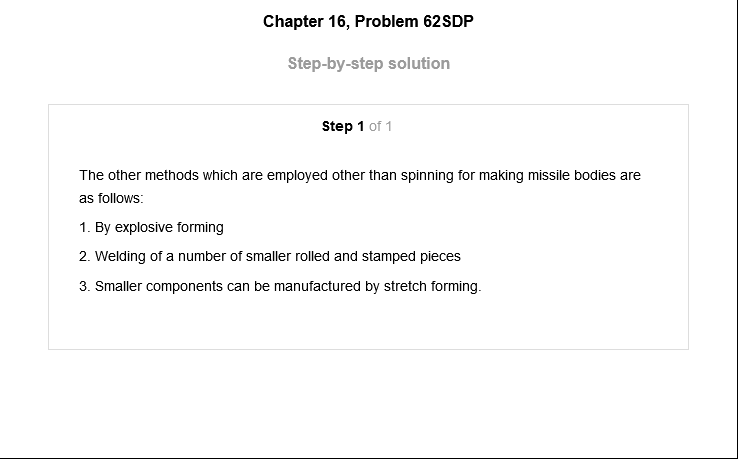 Chapter 16, Problem 62SDP
Step-by-step solution
Step 1 of 1
The other methods which are employed other than spinning for making missile bodies are
as follows:
1. By explosive forming
2. Welding of a number of smaller rolled and stamped pieces
3. Smaller components can be manufactured by stretch forming.